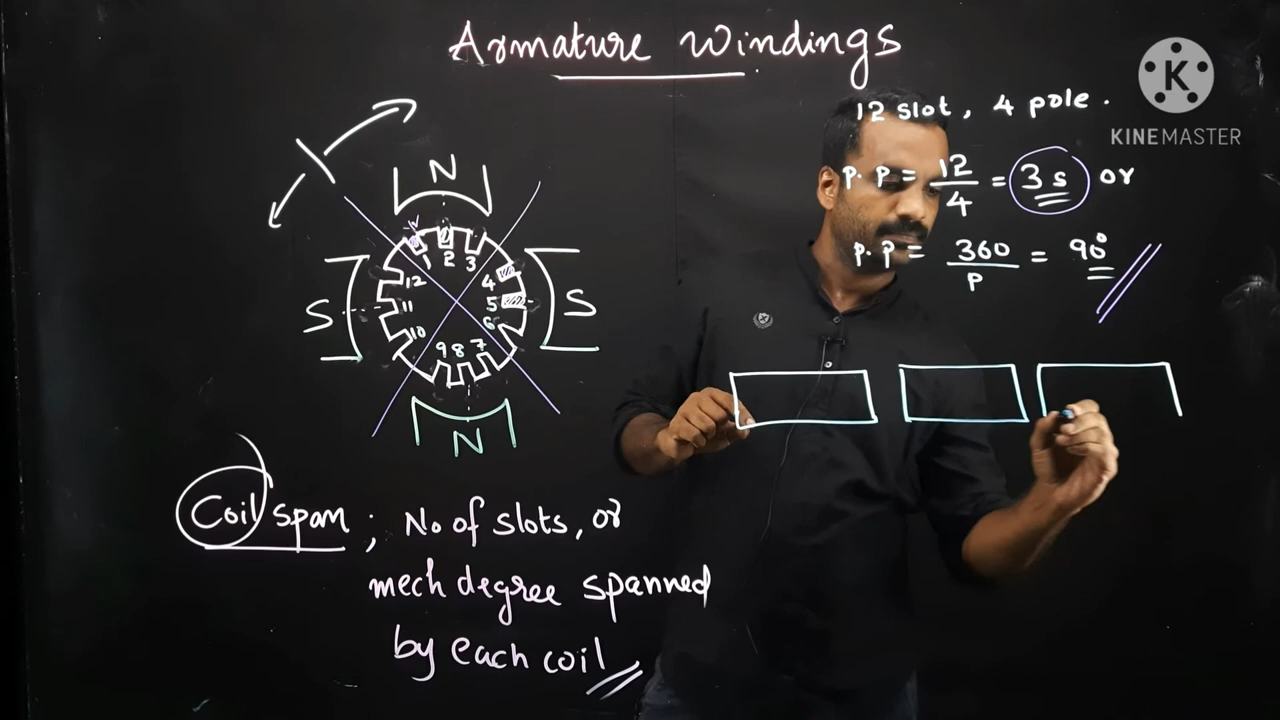 Armature Windings
KINEMASTER
12 slot, 4 pole.
p.p = 12/4 = 3 s or
p.p = 360/P = 90°
N
S
S
N
1 2 3 4 5 6 7 8 9 10 11 12
Coil span ; No of slots, or
mech degree spanned
by each coil